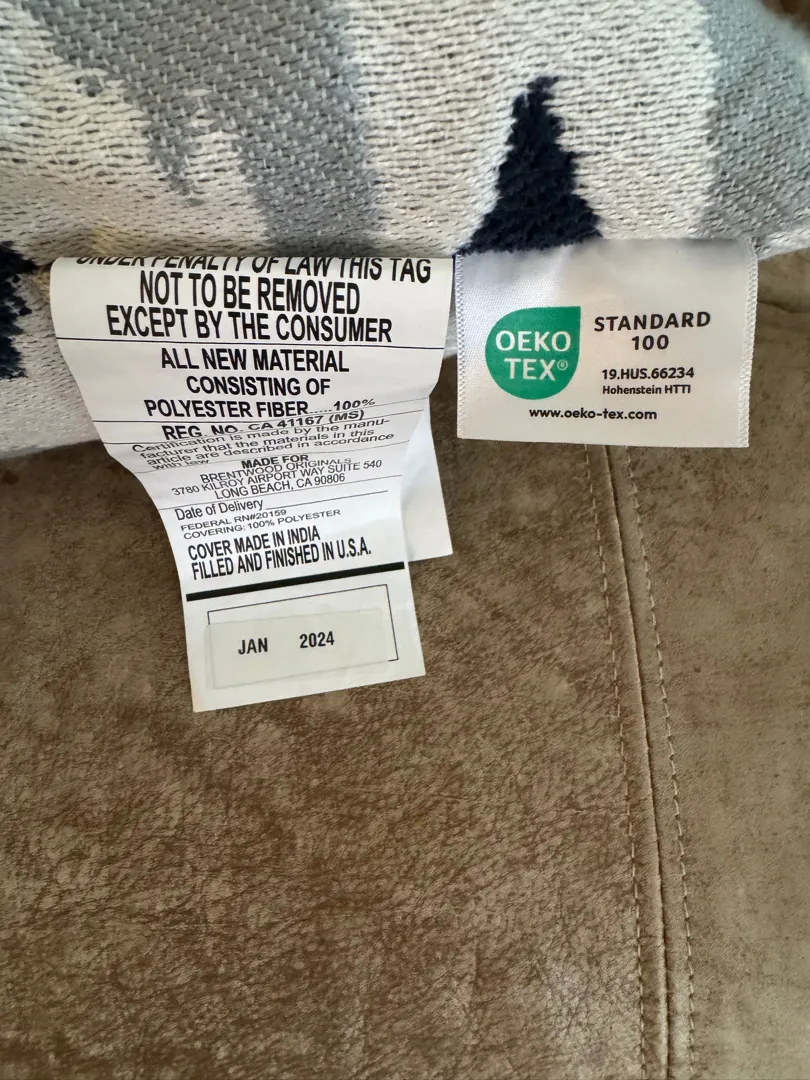 UNDER PENALTY OF LAW THIS TAG
NOT TO BE REMOVED
EXCEPT BY THE CONSUMER
ALL NEW MATERIAL
CONSISTING OF
POLYESTER FIBER.....100%
REG. NO. CA 41167 (MS)
Certification is made by the manu-
facturer that the materials in this
article are described in accordance
with law.
MADE FOR
BRENTWOOD ORIGINALS
3780 KILROY AIRPORT WAY SUITE 540
LONG BEACH, CA 90806
Date of Delivery
FEDERAL RN#20159
COVERING: 100% POLYESTER
COVER MADE IN INDIA
FILLED AND FINISHED IN U.S.A.
JAN 2024
OEKO
TEX®
STANDARD
100
19.HUS.66234
Hohenstein HTTI
www.oeko-tex.com